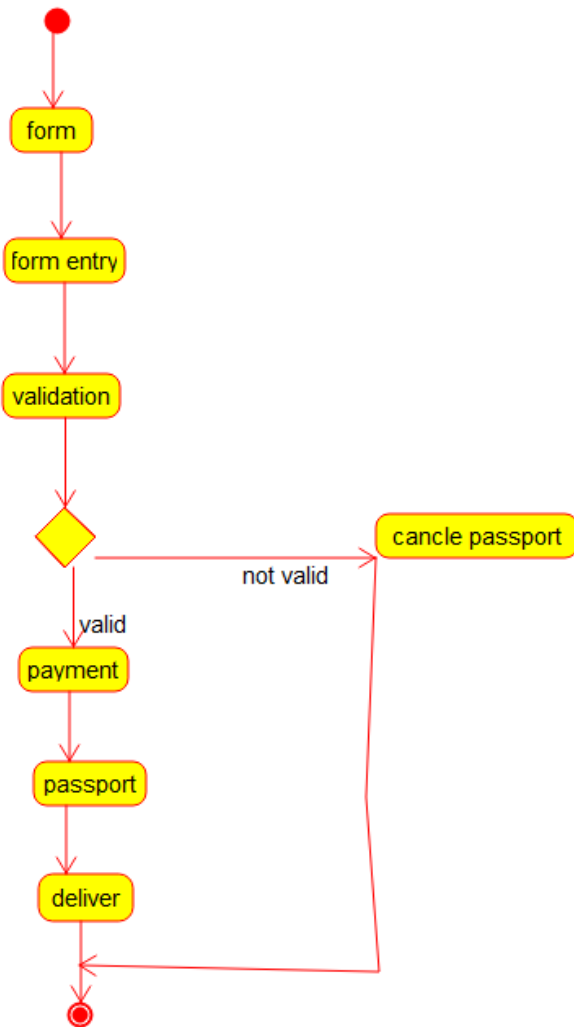 form
form entry
validation
cancle passport
not valid
valid
payment
passport
deliver